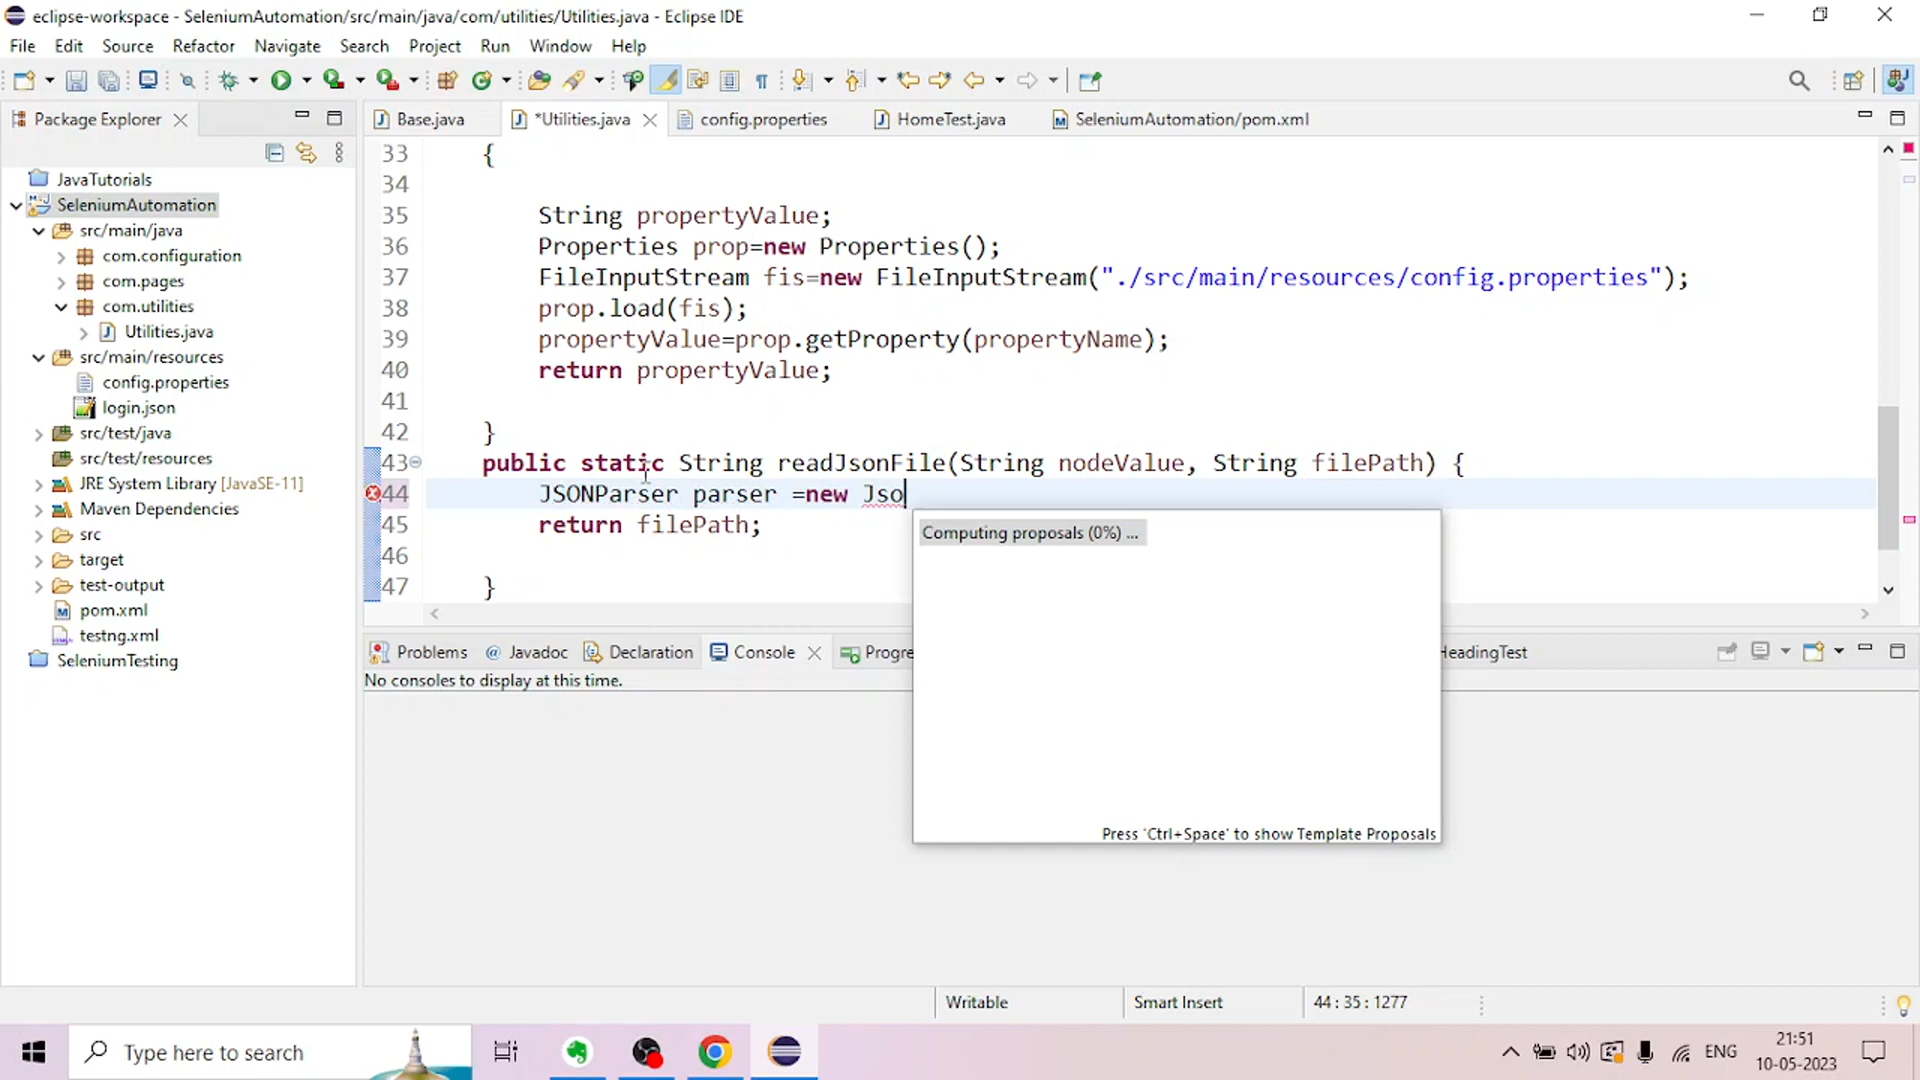 eclipse-workspace - SeleniumAutomation/src/main/java/com/utilities/Utilities.java - Eclipse IDE
File Edit Source Refactor Navigate Search Project Run Window Help
Package Explorer
JavaTutorials
SeleniumAutomation
src/main/java
com.configuration
com.pages
com.utilities
Utilities.java
src/main/resources
config.properties
login.json
src/test/java
src/test/resources
JRE System Library [JavaSE-11]
Maven Dependencies
src
target
test-output
pom.xml
testng.xml
SeleniumTesting
Base.java *Utilities.java config.properties HomeTest.java SeleniumAutomation/pom.xml
33 {
34
35 String propertyValue;
36 Properties prop=new Properties();
37 FileInputStream fis=new FileInputStream("./src/main/resources/config.properties");
38 prop.load(fis);
39 propertyValue=prop.getProperty(propertyName);
40 return propertyValue;
41
42 }
43 public static String readJsonFile(String nodeValue, String filePath) {
44 JSONParser parser =new Jso
45 return filePath;
46
47 }
Computing proposals (0%) ...
Press 'Ctrl+Space' to show Template Proposals
Problems @ Javadoc Declaration Console Progre HeadingTest
No consoles to display at this time.
Writable Smart Insert 44 : 35 : 1277
Type here to search
ENG
21:51
10-05-2023